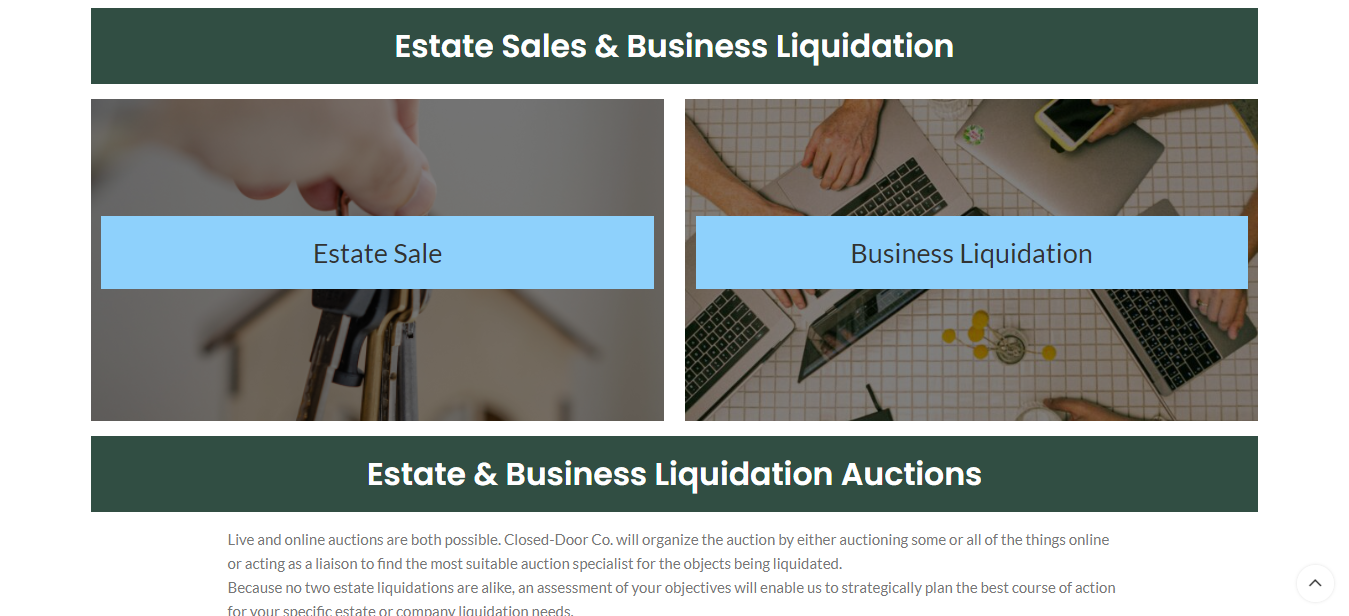 Estate Sales & Business Liquidation
Estate Sale
Business Liquidation
Estate & Business Liquidation Auctions
Live and online auctions are both possible. Closed-Door Co. will organize the auction by either auctioning some or all of the things online
or acting as a liaison to find the most suitable auction specialist for the objects being liquidated.
Because no two estate liquidations are alike, an assessment of your objectives will enable us to strategically plan the best course of action
for your specific estate or company liquidation needs.